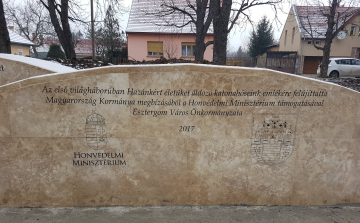 Az első világháborúban Hazánkért életüket áldozó katonahőseink emlékére felújíttatta
Magyarország Kormánya megbízásából a Honvédelmi Minisztérium támogatásával
Esztergom Város Önkormányzata
2017
HONVÉDELMI
MINISZTÉRIUM